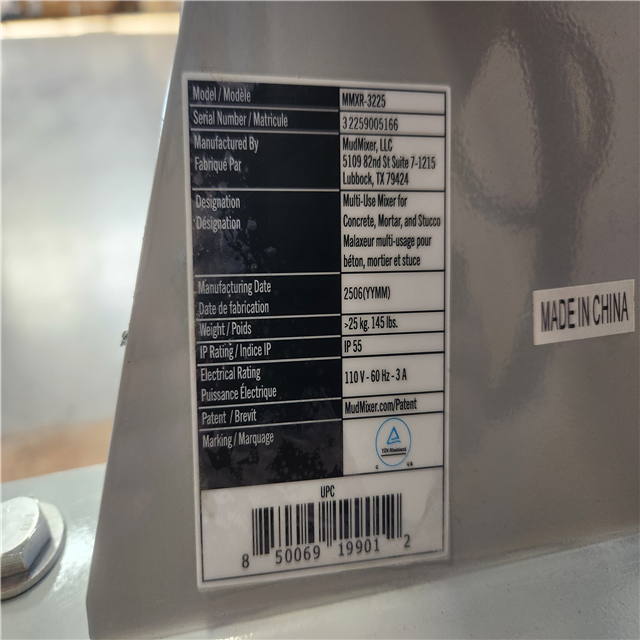 Model / Modèle MMXR-3225
Serial Number / Matricule 32259005166
Manufactured By
Fabriqué Par
MudMixer, LLC
5109 82nd St Suite 7-1215
Lubbock, TX 79424
Designation
Désignation
Multi-Use Mixer for
Concrete, Mortar, and Stucco
Malaxeur multi-usage pour
béton, mortier et stuce
Manufacturing Date
Date de fabrication
2506(YYMM)
Weight / Poids >25 kg. 145 lbs.
IP Rating / Indice IP IP 55
Electrical Rating
Puissance Électrique
110 V - 60 Hz - 3 A
Patent / Brevit MudMixer.com/Patent
Marking / Marquage
TÜV Rheinland
C US
UPC
8 50069 19901 2
MADE IN CHINA